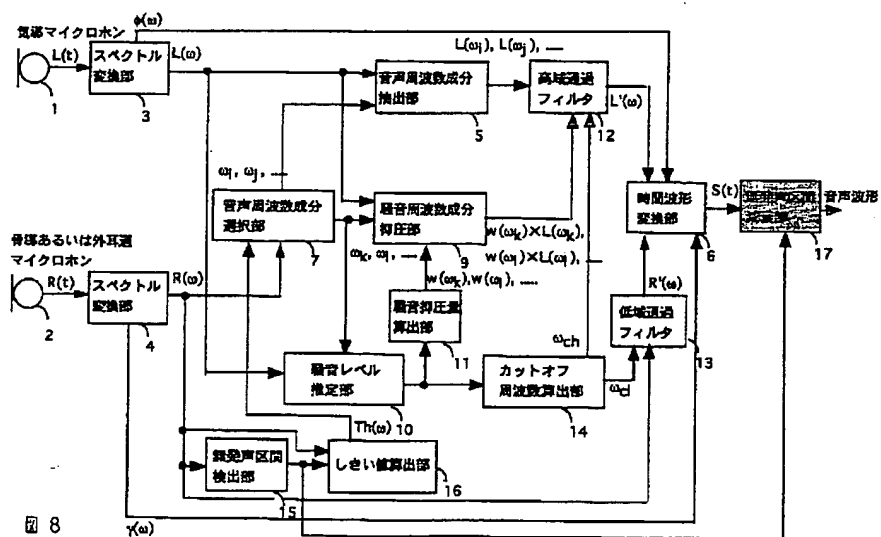 気導マイクロホン
L(t)
1
スペクトル
変換部
3
ϕ(ω)
L(ω)
音声周波数成分
抽出部
5
L(ωi), L(ωj), ....
高域通過
フィルタ
12
L'(ω)
ωi, ωj, ....
音声周波数成分
選択部
7
騒音周波数成分
抑圧部
9
ωk, ωl, ....
w(ωk)×L(ωk),
w(ωl)×L(ωl), ....
w(ωk),w(ωl), ....
時間波形
変換部
6
S(t)
17
音声波形
骨導あるいは外耳道
マイクロホン
R(t)
2
スペクトル
変換部
4
R(ω)
騒音抑圧量
算出部
11
R'(ω)
低域通過
フィルタ
13
騒音レベル
推定部
10
カットオフ
周波数算出部
14
ωch
ωcl
Th(ω)
無発声区間
検出部
15
しきい値算出部
16
図 8
γ(ω)